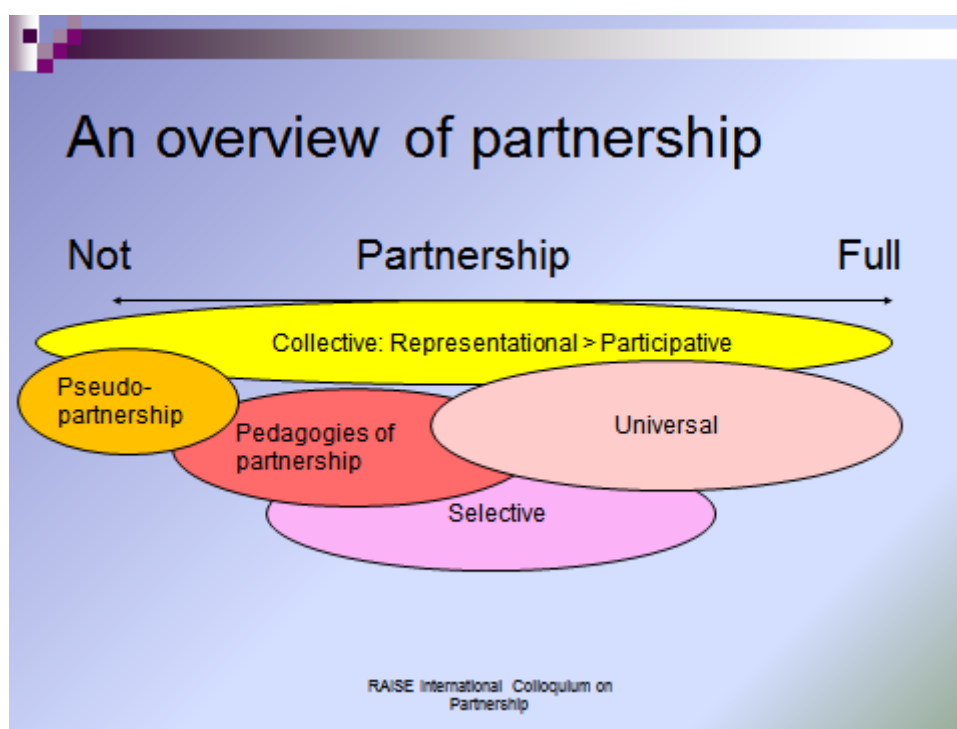 An overview of partnership
Not Partnership Full
Collective: Representational > Participative
Pseudo-
partnership
Pedagogies of
partnership
Universal
Selective
RAISE International Colloquium on
Partnership